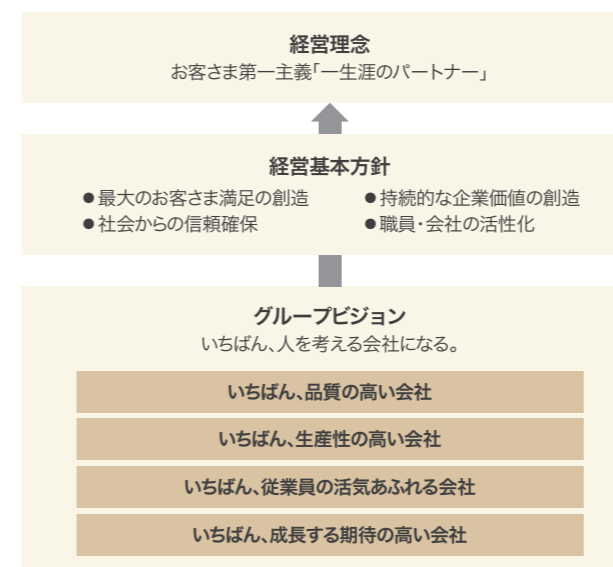 経営理念
お客さま第一主義「一生涯のパートナー」
経営基本方針
●最大のお客さま満足の創造 ●持続的な企業価値の創造
●社会からの信頼確保 ●職員・会社の活性化
グループビジョン
いちばん、人を考える会社になる。
いちばん、品質の高い会社
いちばん、生産性の高い会社
いちばん、従業員の活気あふれる会社
いちばん、成長する期待の高い会社